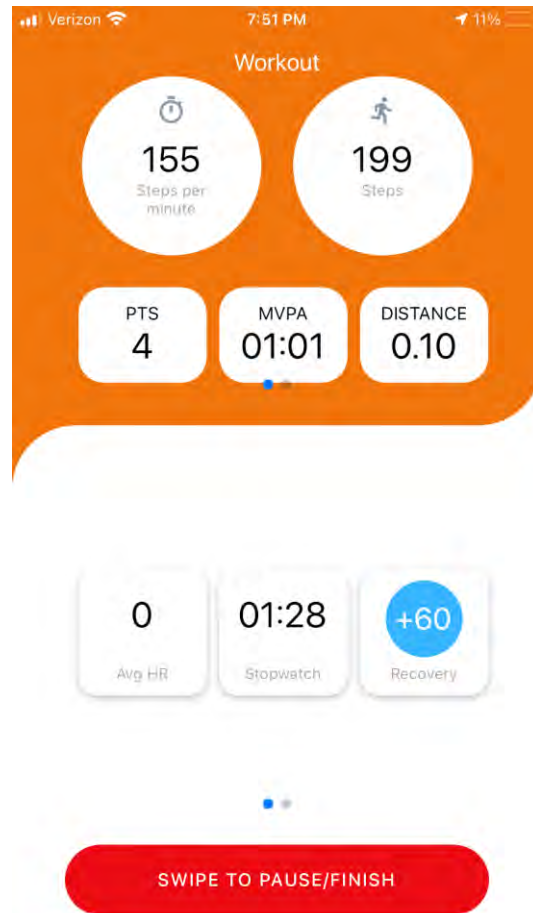 Verizon 7:51 PM 11%
Workout
155
Steps per
minute
199
Steps
PTS
4
MVPA
01:01
DISTANCE
0.10
0
Avg HR
01:28
Stopwatch
+60
Recovery
SWIPE TO PAUSE/FINISH